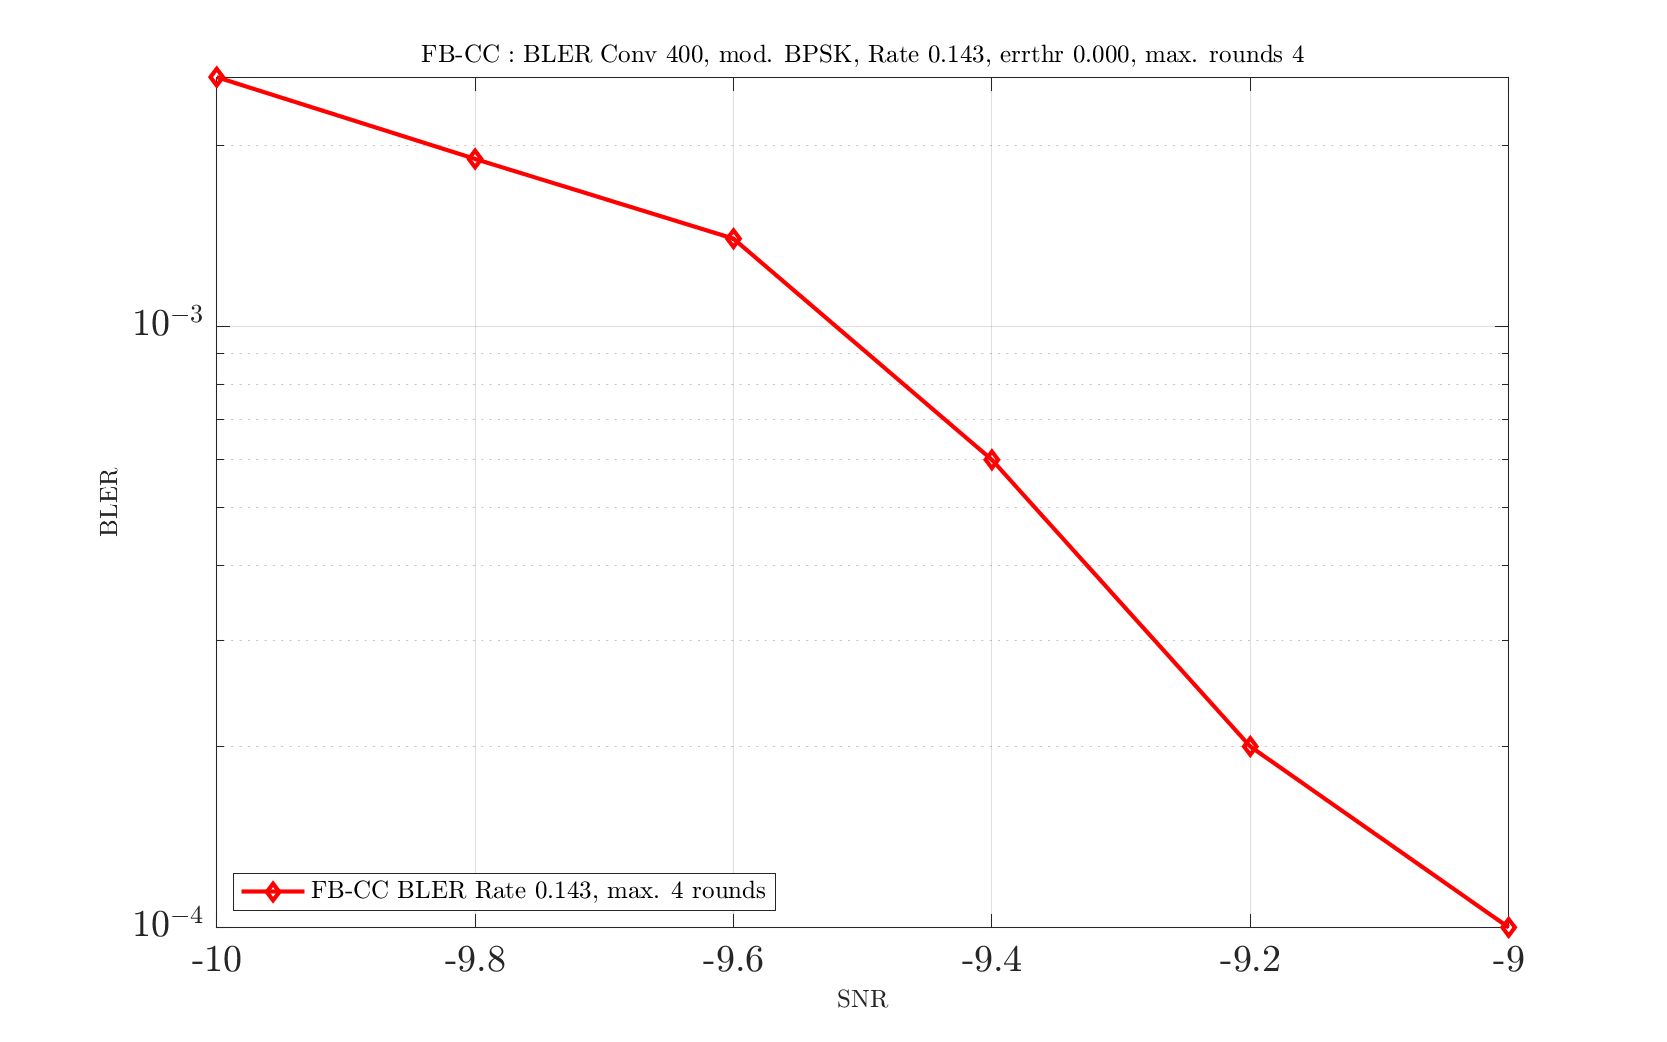 FB-CC : BLER Conv 400, mod. BPSK, Rate 0.143, errthr 0.000, max. rounds 4
10⁻³
BLER
FB-CC BLER Rate 0.143, max. 4 rounds
10⁻⁴
-10 -9.8 -9.6 -9.4 -9.2 -9
SNR